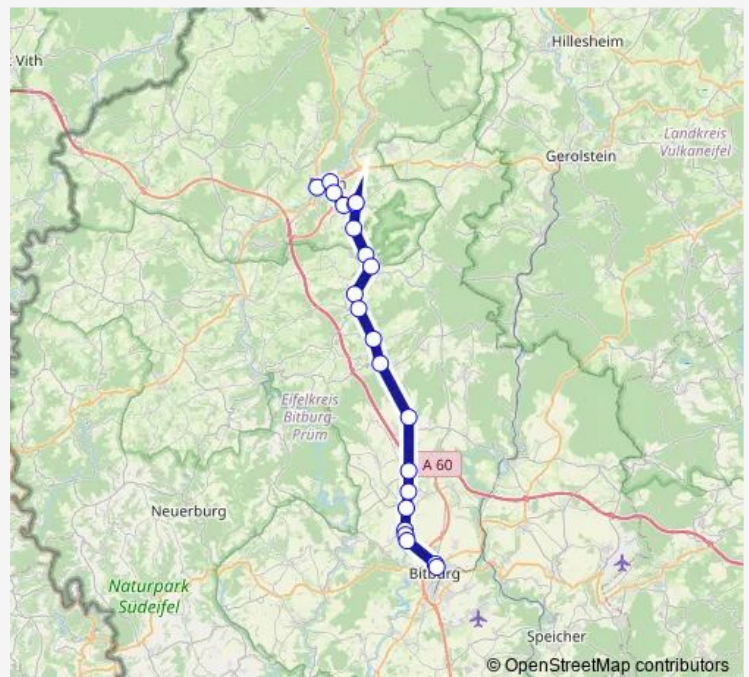 Hillesheim
Vith
Landkreis
Vulkaneifel
Gerolstein
Eifelkreis
Bitburg-
Prüm
A 60
Neuerburg
Bitburg
Naturpark
Südeifel
Speicher
© OpenStreetMap contributors